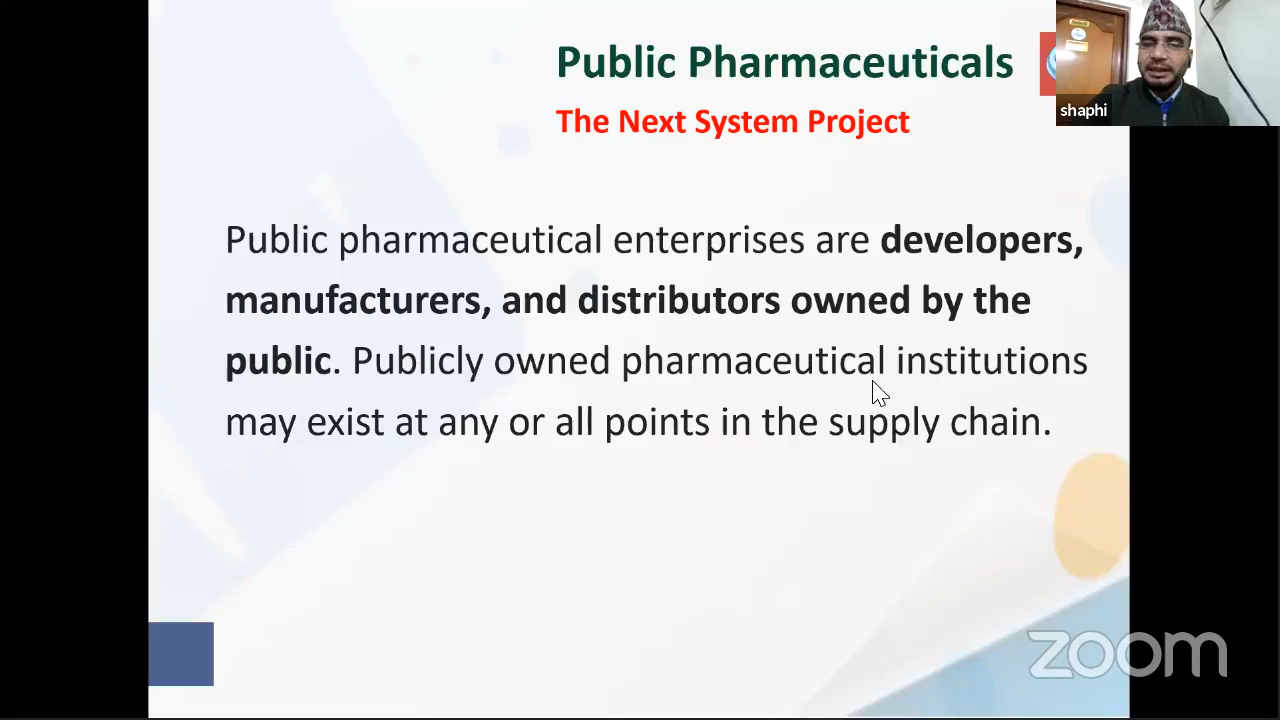 Public Pharmaceuticals
The Next System Project
shaphi
Public pharmaceutical enterprises are developers,
manufacturers, and distributors owned by the
public. Publicly owned pharmaceutical institutions
may exist at any or all points in the supply chain.
zoom